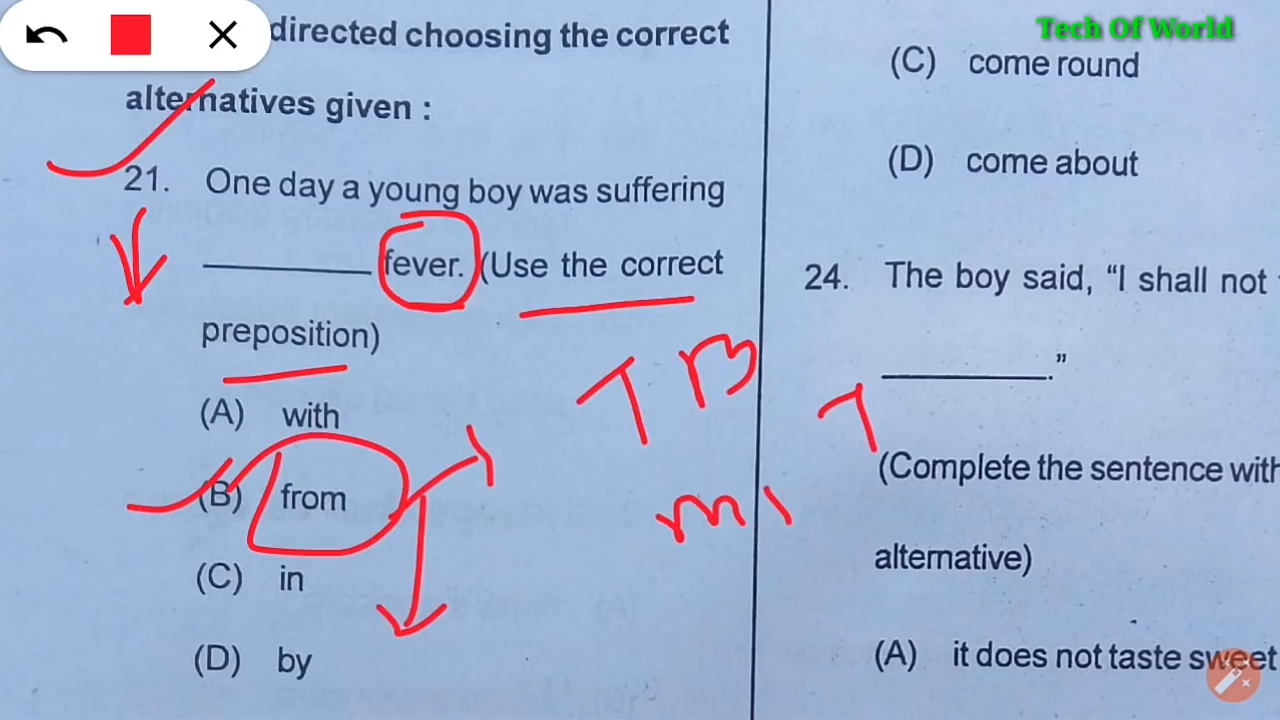 directed choosing the correct
alternatives given :
21. One day a young boy was suffering
__________ fever. (Use the correct
preposition)
(A) with
(B) from
(C) in
(D) by
T B
Tech Of World
(C) come round
(D) come about
24. The boy said, “I shall not
__________.”
(Complete the sentence with
alternative)
(A) it does not taste sweet